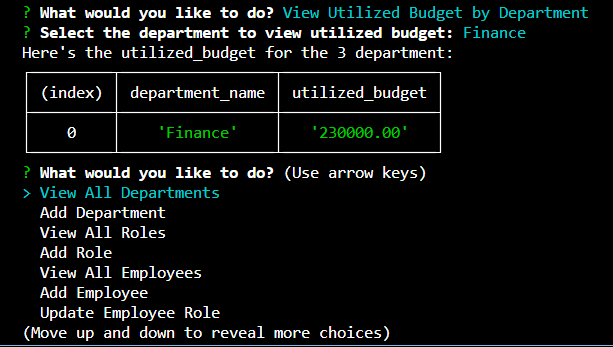 ? What would you like to do? View Utilized Budget by Department
? Select the department to view utilized budget: Finance
Here's the utilized_budget for the 3 department:
(index) department_name utilized_budget
0 'Finance' '230000.00'
? What would you like to do? (Use arrow keys)
> View All Departments
Add Department
View All Roles
Add Role
View All Employees
Add Employee
Update Employee Role
(Move up and down to reveal more choices)